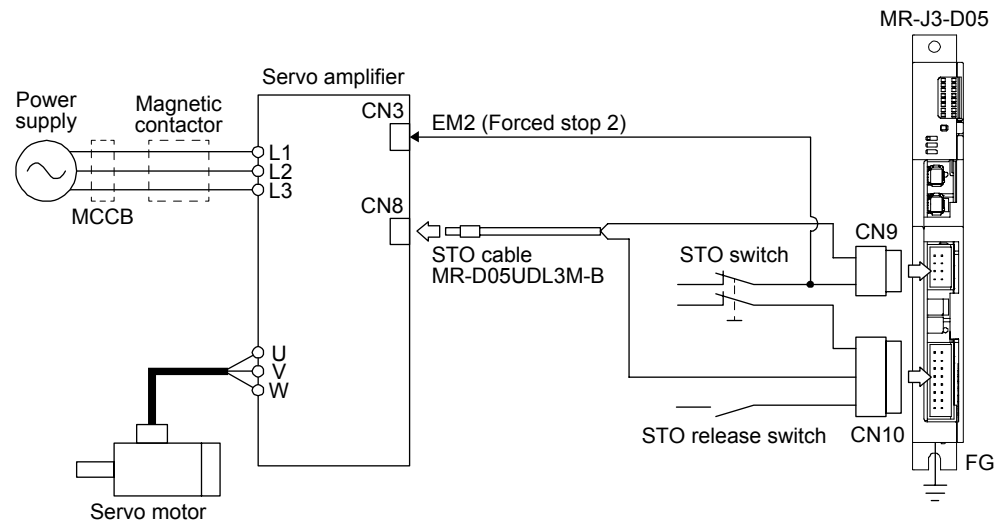 MR-J3-D05
Servo amplifier
Power
supply
Magnetic
contactor
CN3
EM2 (Forced stop 2)
L1
L2
L3
MCCB
CN8
CN9
STO cable
MR-D05UDL3M-B
STO switch
U
V
W
STO release switch
CN10
FG
Servo motor